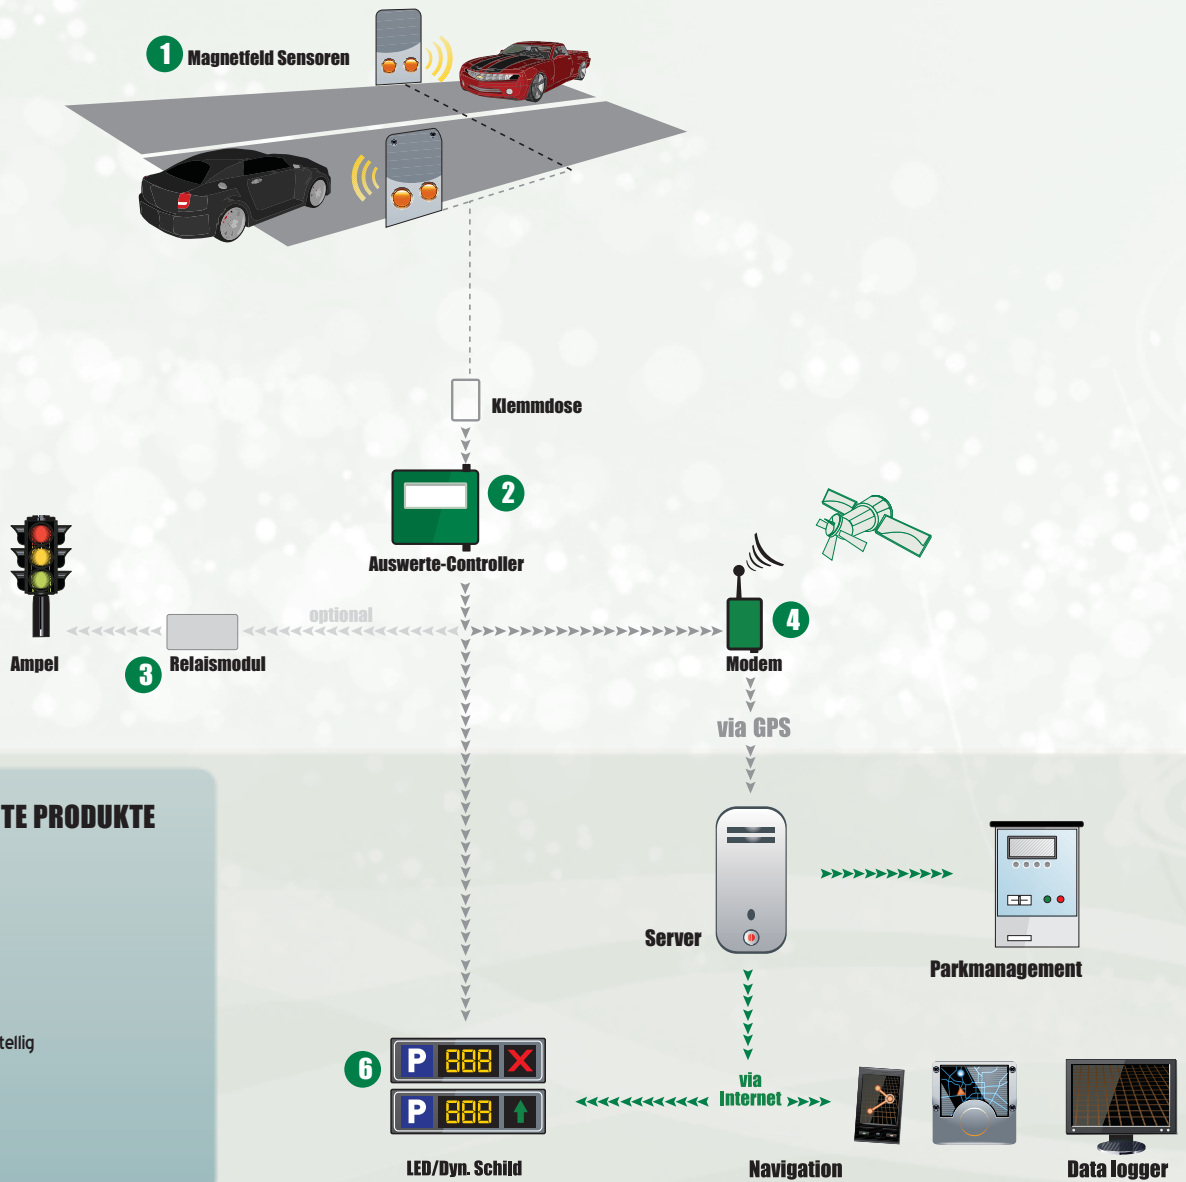 1 Magnetfeld Sensoren
Klemmdose
2
Auswerte-Controller
optional
4
Ampel
3 Relaismodul
Modem
via GPS
TE PRODUKTE
Server
Parkmanagement
tellig
6
P 888 X
P 888
via
Internet
LED/Dyn. Schild
Navigation
Data logger